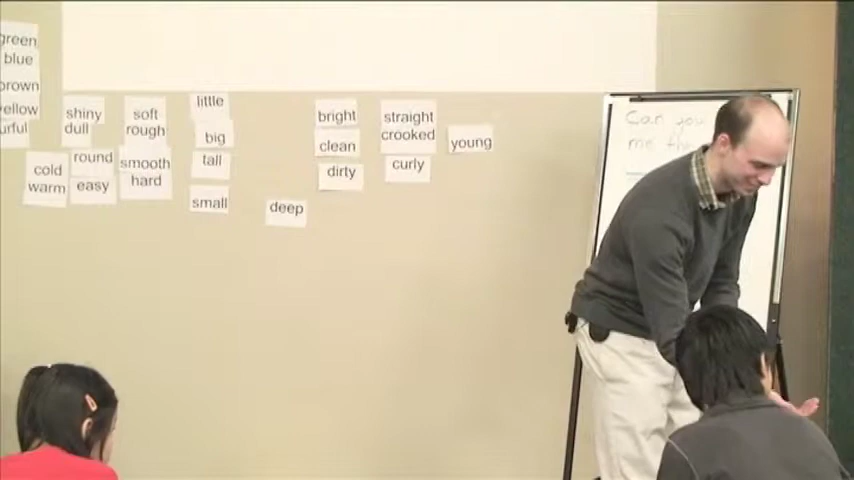 green
blue
brown
yellow
urful
shiny
dull
cold
warm
round
easy
soft
rough
smooth
hard
little
big
tall
small
deep
bright
clean
dirty
straight
crooked
curly
young
Can you
me the